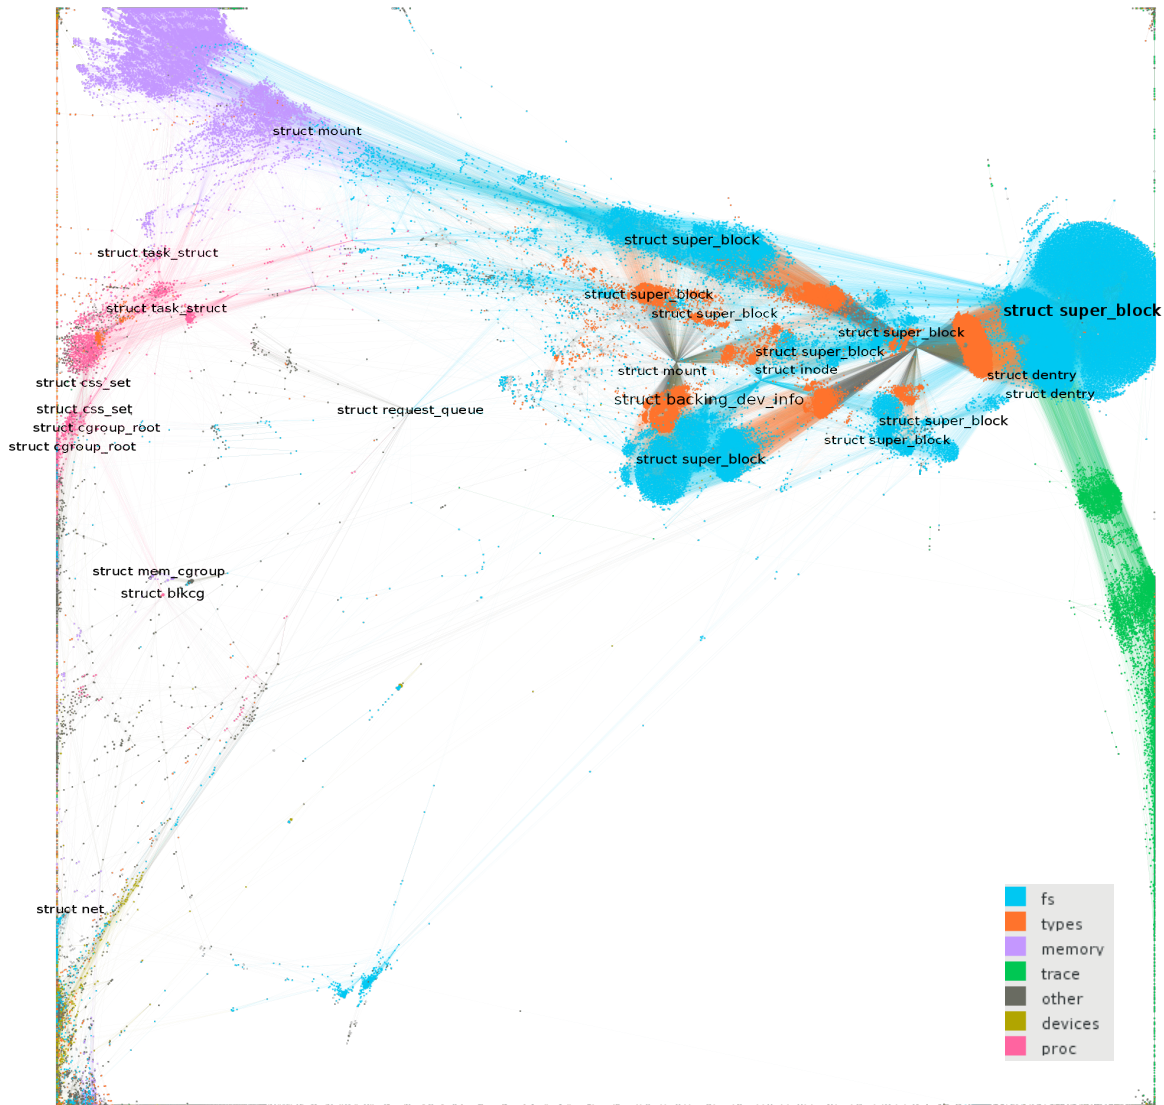 struct mount
struct super_block
struct task_struct
struct super_block
struct task_struct
struct super_block
struct super_block
struct super_block
struct super_block
struct inode
struct mount
struct dentry
struct css_set
struct dentry
struct backing_dev_info
struct css_set
struct request_queue
struct super_block
struct cgroup_root
struct super_block
struct cgroup_root
struct super_block
struct mem_cgroup
struct blkcg
struct net
fs
types
memory
trace
other
devices
proc